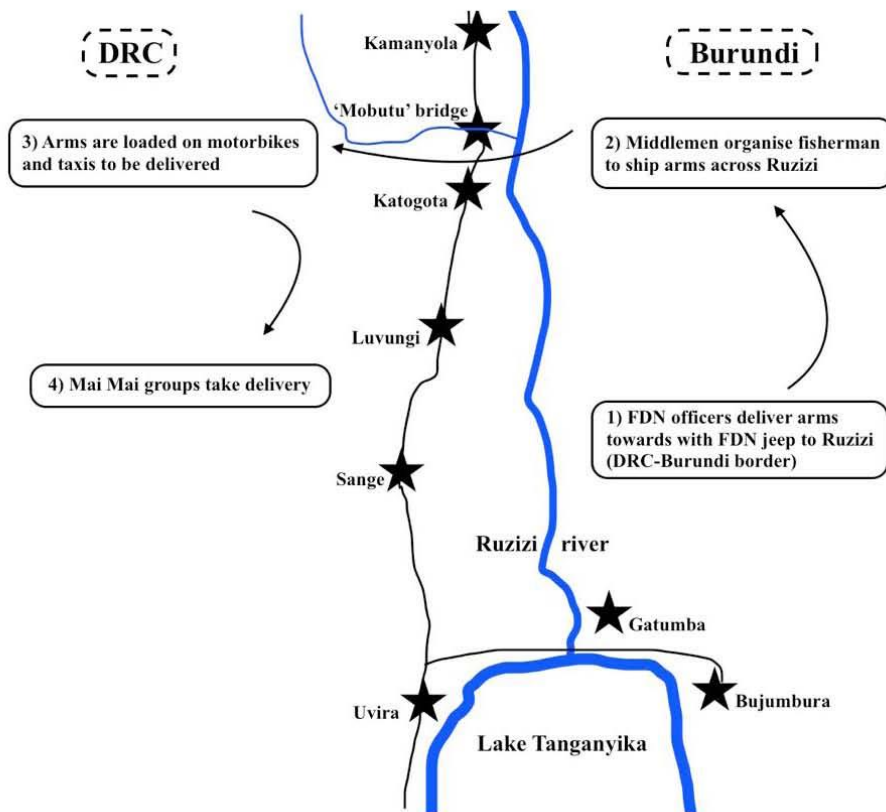 DRC
Burundi
Kamanyola
‘Mobutu’ bridge
3) Arms are loaded on motorbikes
and taxis to be delivered
2) Middlemen organise fisherman
to ship arms across Ruzizi
Katogota
Luvungi
4) Mai Mai groups take delivery
1) FDN officers deliver arms
towards with FDN jeep to Ruzizi
(DRC-Burundi border)
Sange
Ruzizi river
Gatumba
Uvira
Bujumbura
Lake Tanganyika